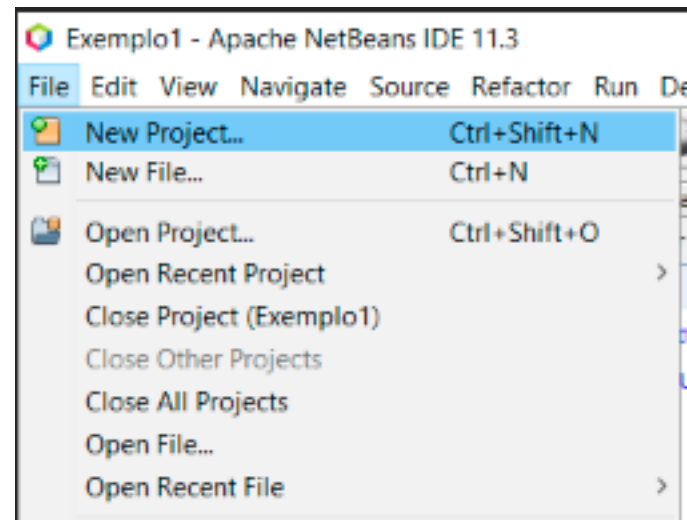 Exemplo1 - Apache NetBeans IDE 11.3
File Edit View Navigate Source Refactor Run
New Project... Ctrl+Shift+N
New File... Ctrl+N
Open Project... Ctrl+Shift+O
Open Recent Project >
Close Project (Exemplo1)
Close Other Projects
Close All Projects
Open File...
Open Recent File >